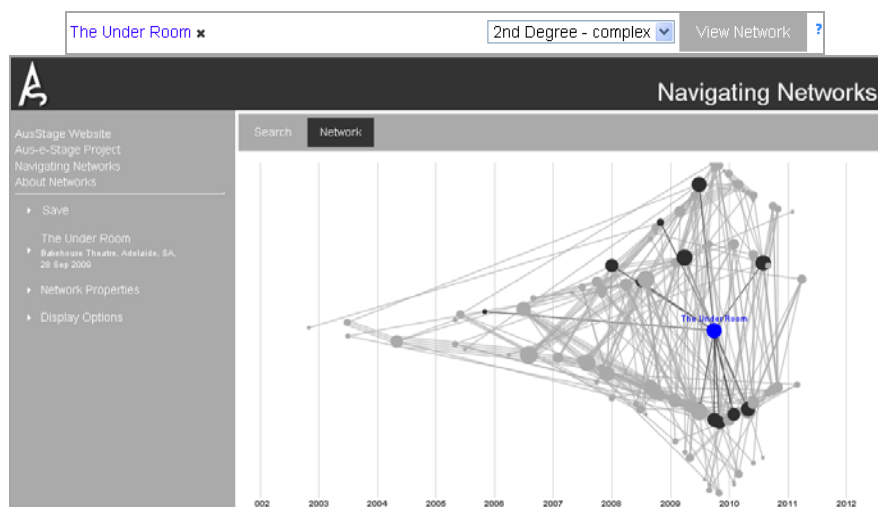 The Under Room ×
2nd Degree - complex
View Network
?
Navigating Networks
AusStage Website
Aus-e-Stage Project
Navigating Networks
About Networks
Save
The Under Room
Bakehouse Theatre, Adelaide, SA,
28 Sep 2009
Network Properties
Display Options
Search
Network
The Under Room
002 2003 2004 2005 2006 2007 2008 2009 2010 2011 2012